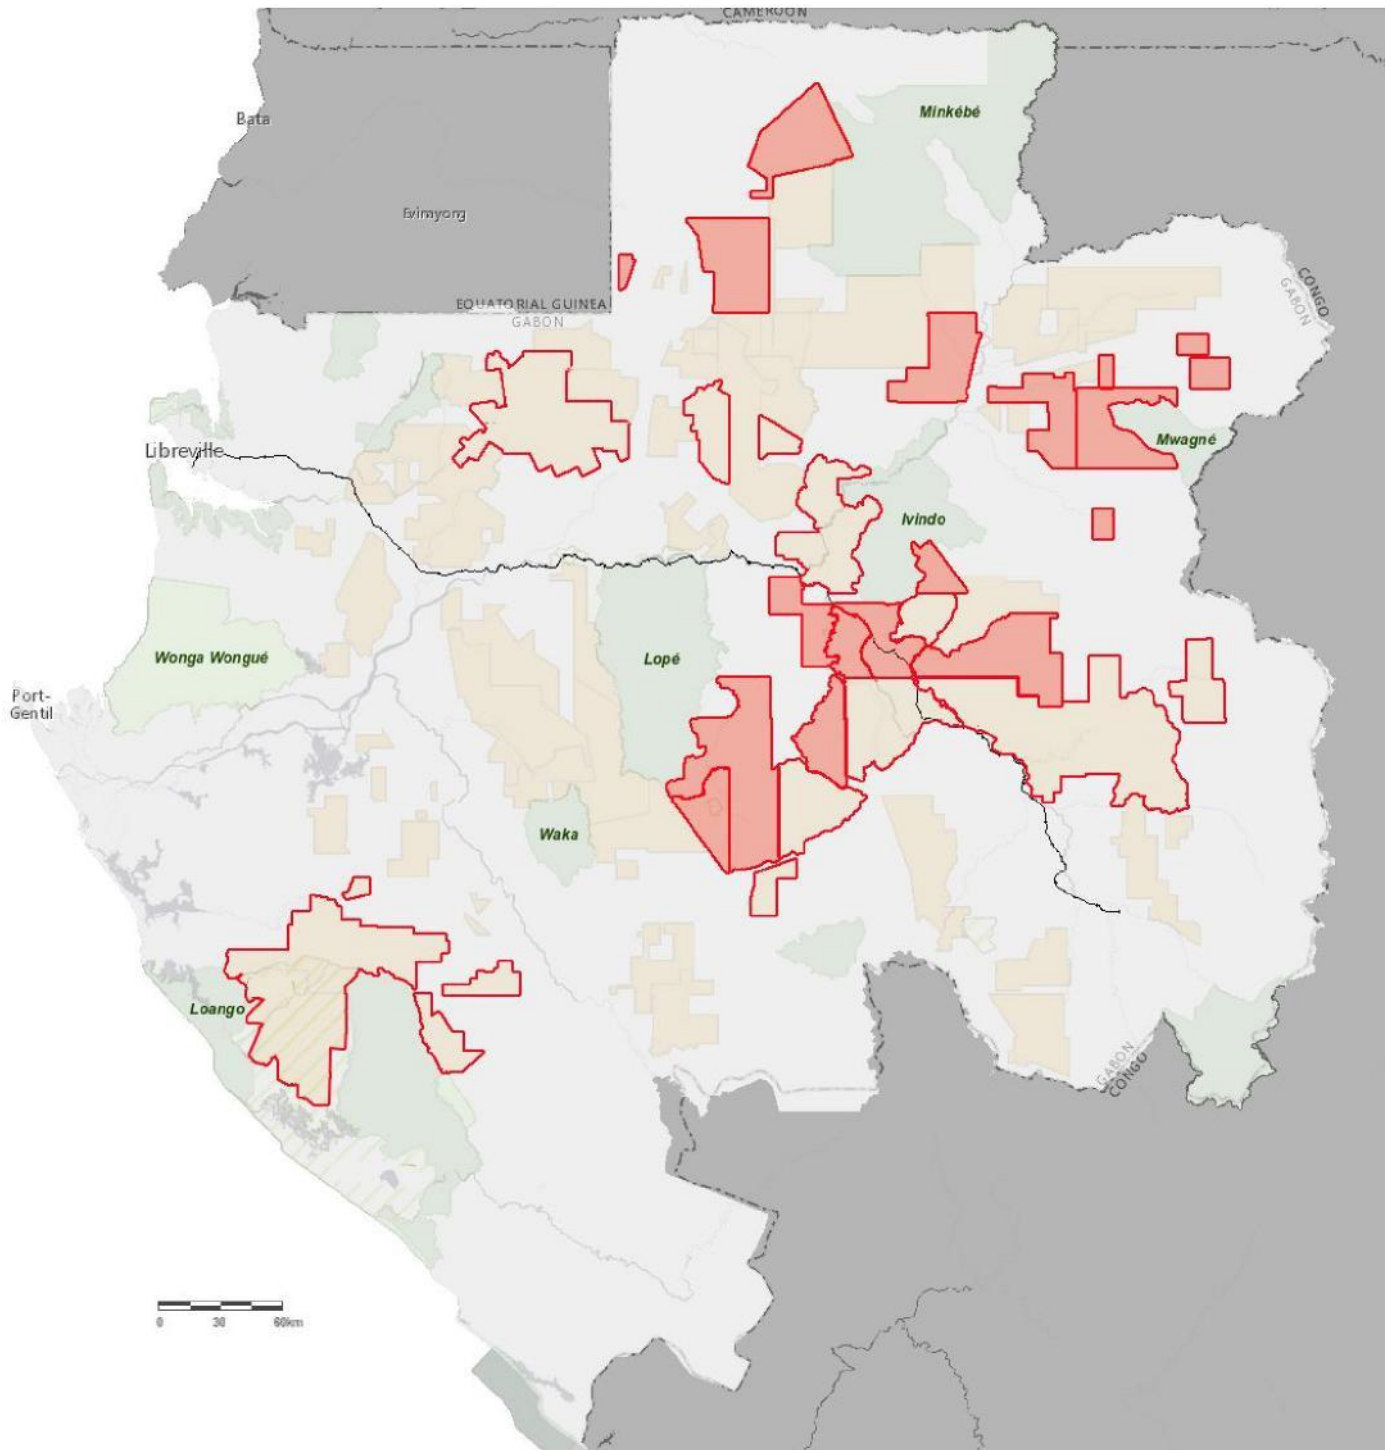 CAMEROON
Minkébé
Bata
Evinayong
CONGO
GABON
EQUATORIAL GUINEA
GABON
Mwagné
Libreville
Ivindo
Wonga Wongué
Lopé
Port-
Gentil
Waka
Loango
GABON
CONGO
0 30 60km